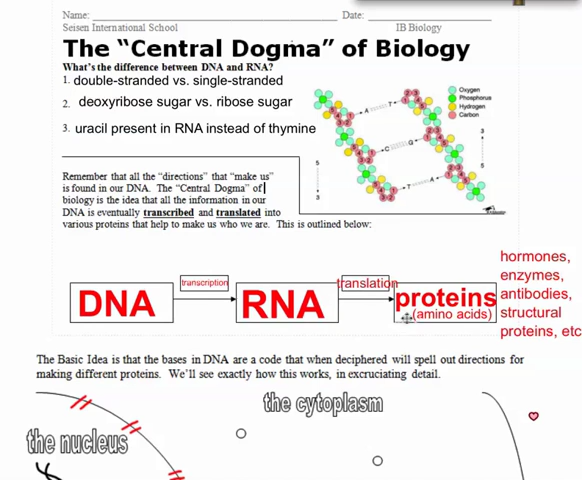 Name: Date:
Seisen International School IB Biology
The “Central Dogma” of Biology
What's the difference between DNA and RNA?
1. double-stranded vs. single-stranded
2. deoxyribose sugar vs. ribose sugar
3. uracil present in RNA instead of thymine
Oxygen
Phosphorus
Hydrogen
Carbon
A T
C G
T A
5
3
3
5
Remember that all the “directions” that “make us”
is found in our DNA. The “Central Dogma” of
biology is the idea that all the information in our
DNA is eventually transcribed and translated into
various proteins that help to make us who we are. This is outlined below:
DNA
transcription
RNA
translation
proteins
(amino acids)
hormones,
enzymes,
antibodies,
structural
proteins, etc
The Basic Idea is that the bases in DNA are a code that when deciphered will spell out directions for
making different proteins. We'll see exactly how this works, in excruciating detail.
the cytoplasm
the nucleus